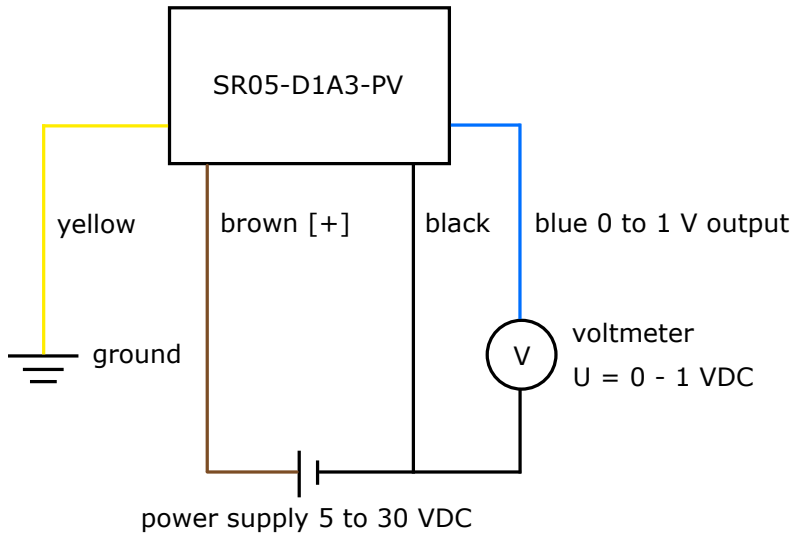 SR05-D1A3-PV
yellow
brown [+]
black
blue 0 to 1 V output
ground
V
voltmeter
U = 0 - 1 VDC
power supply 5 to 30 VDC